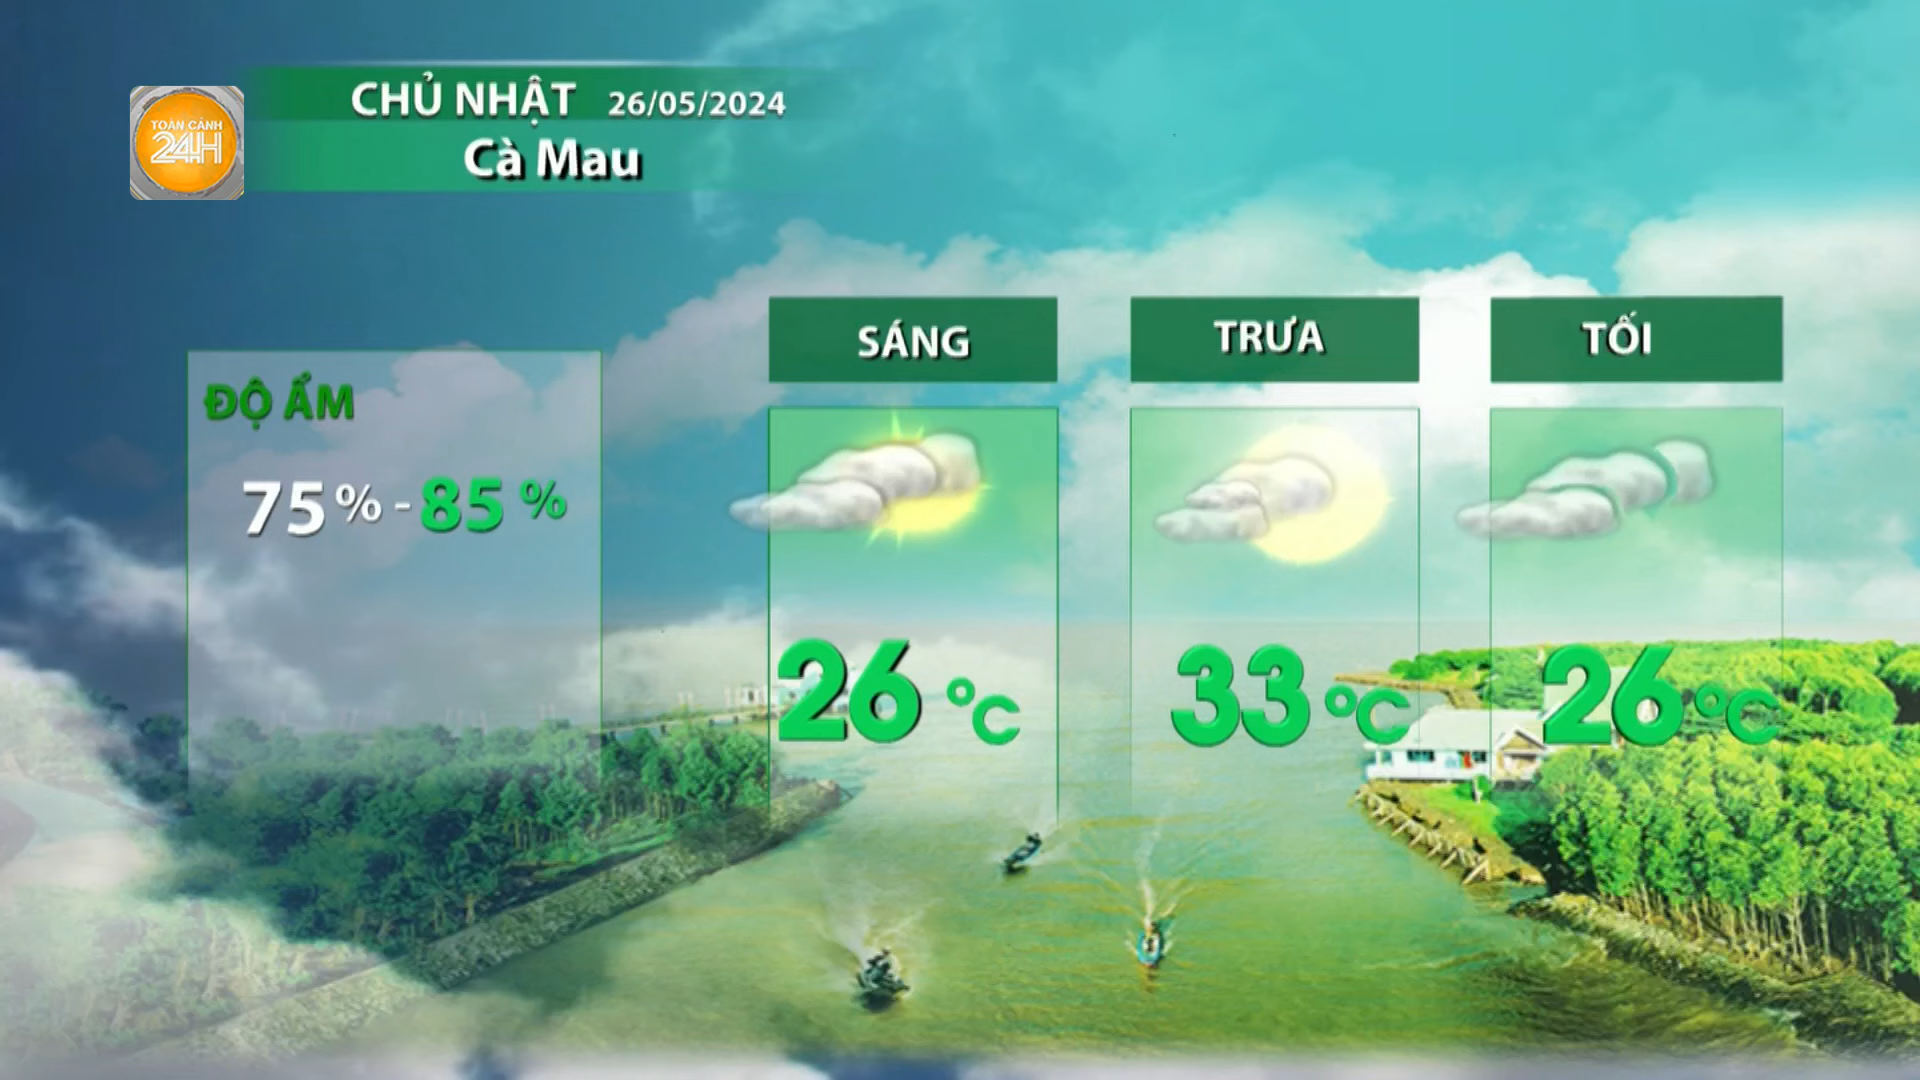 TOÀN CẢNH
24H
CHỦ NHẬT 26/05/2024
Cà Mau
ĐỘ ẨM
75% - 85%
SÁNG
TRƯA
TỐI
26 °C
33 °C
26 °C